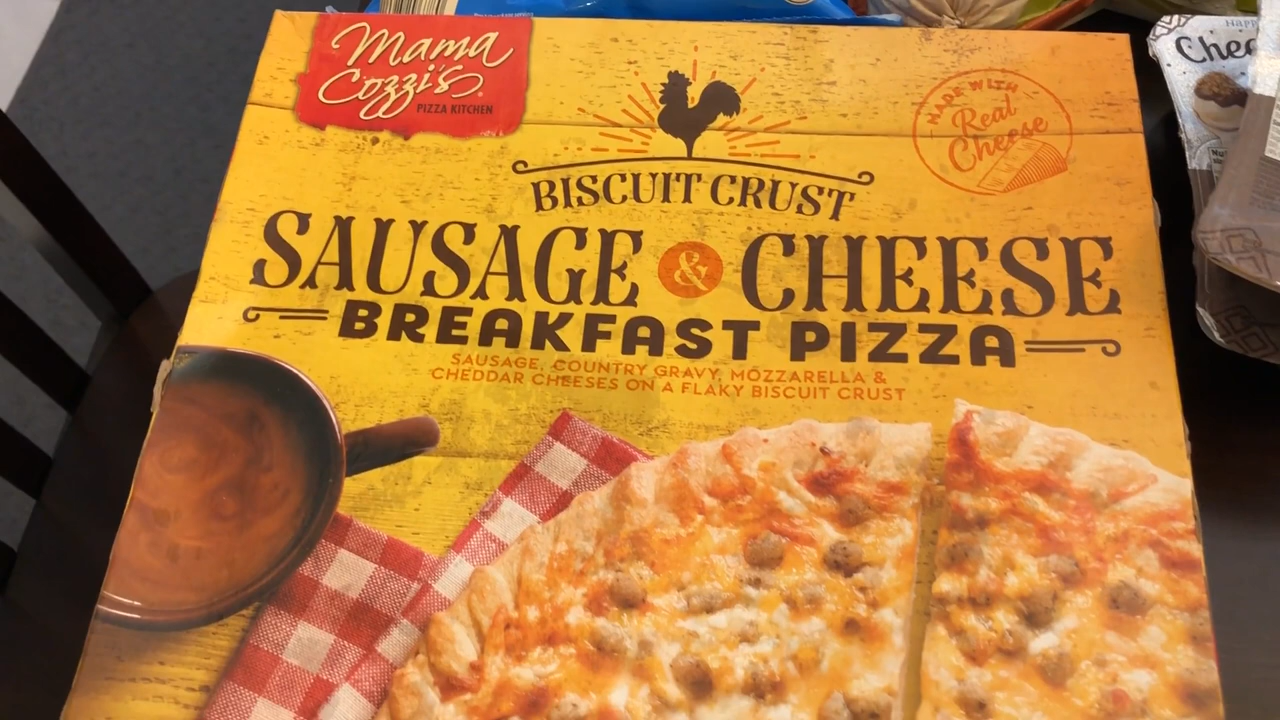 Mama
Cozzi's
PIZZA KITCHEN
MADE WITH
Real
Cheese
BISCUIT CRUST
SAUSAGE & CHEESE
BREAKFAST PIZZA
SAUSAGE, COUNTRY GRAVY, MOZZARELLA &
CHEDDAR CHEESES ON A FLAKY BISCUIT CRUST